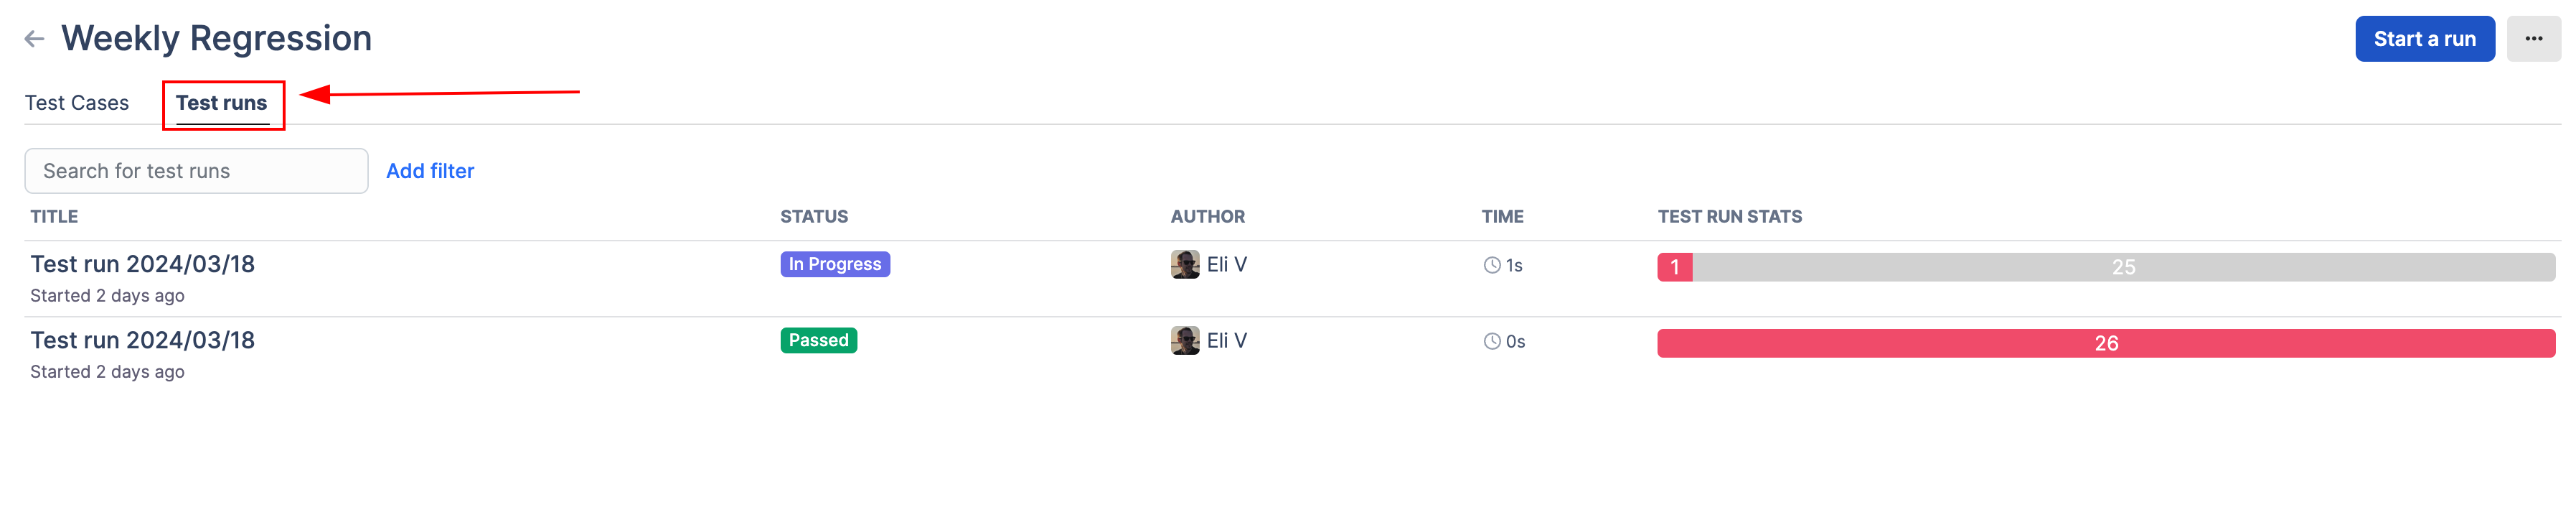 Weekly Regression
Start a run
Test Cases
Test runs
Search for test runs
Add filter
TITLE STATUS AUTHOR TIME TEST RUN STATS
Test run 2024/03/18 In Progress Eli V 1s 1 25
Started 2 days ago
Test run 2024/03/18 Passed Eli V 0s 26
Started 2 days ago